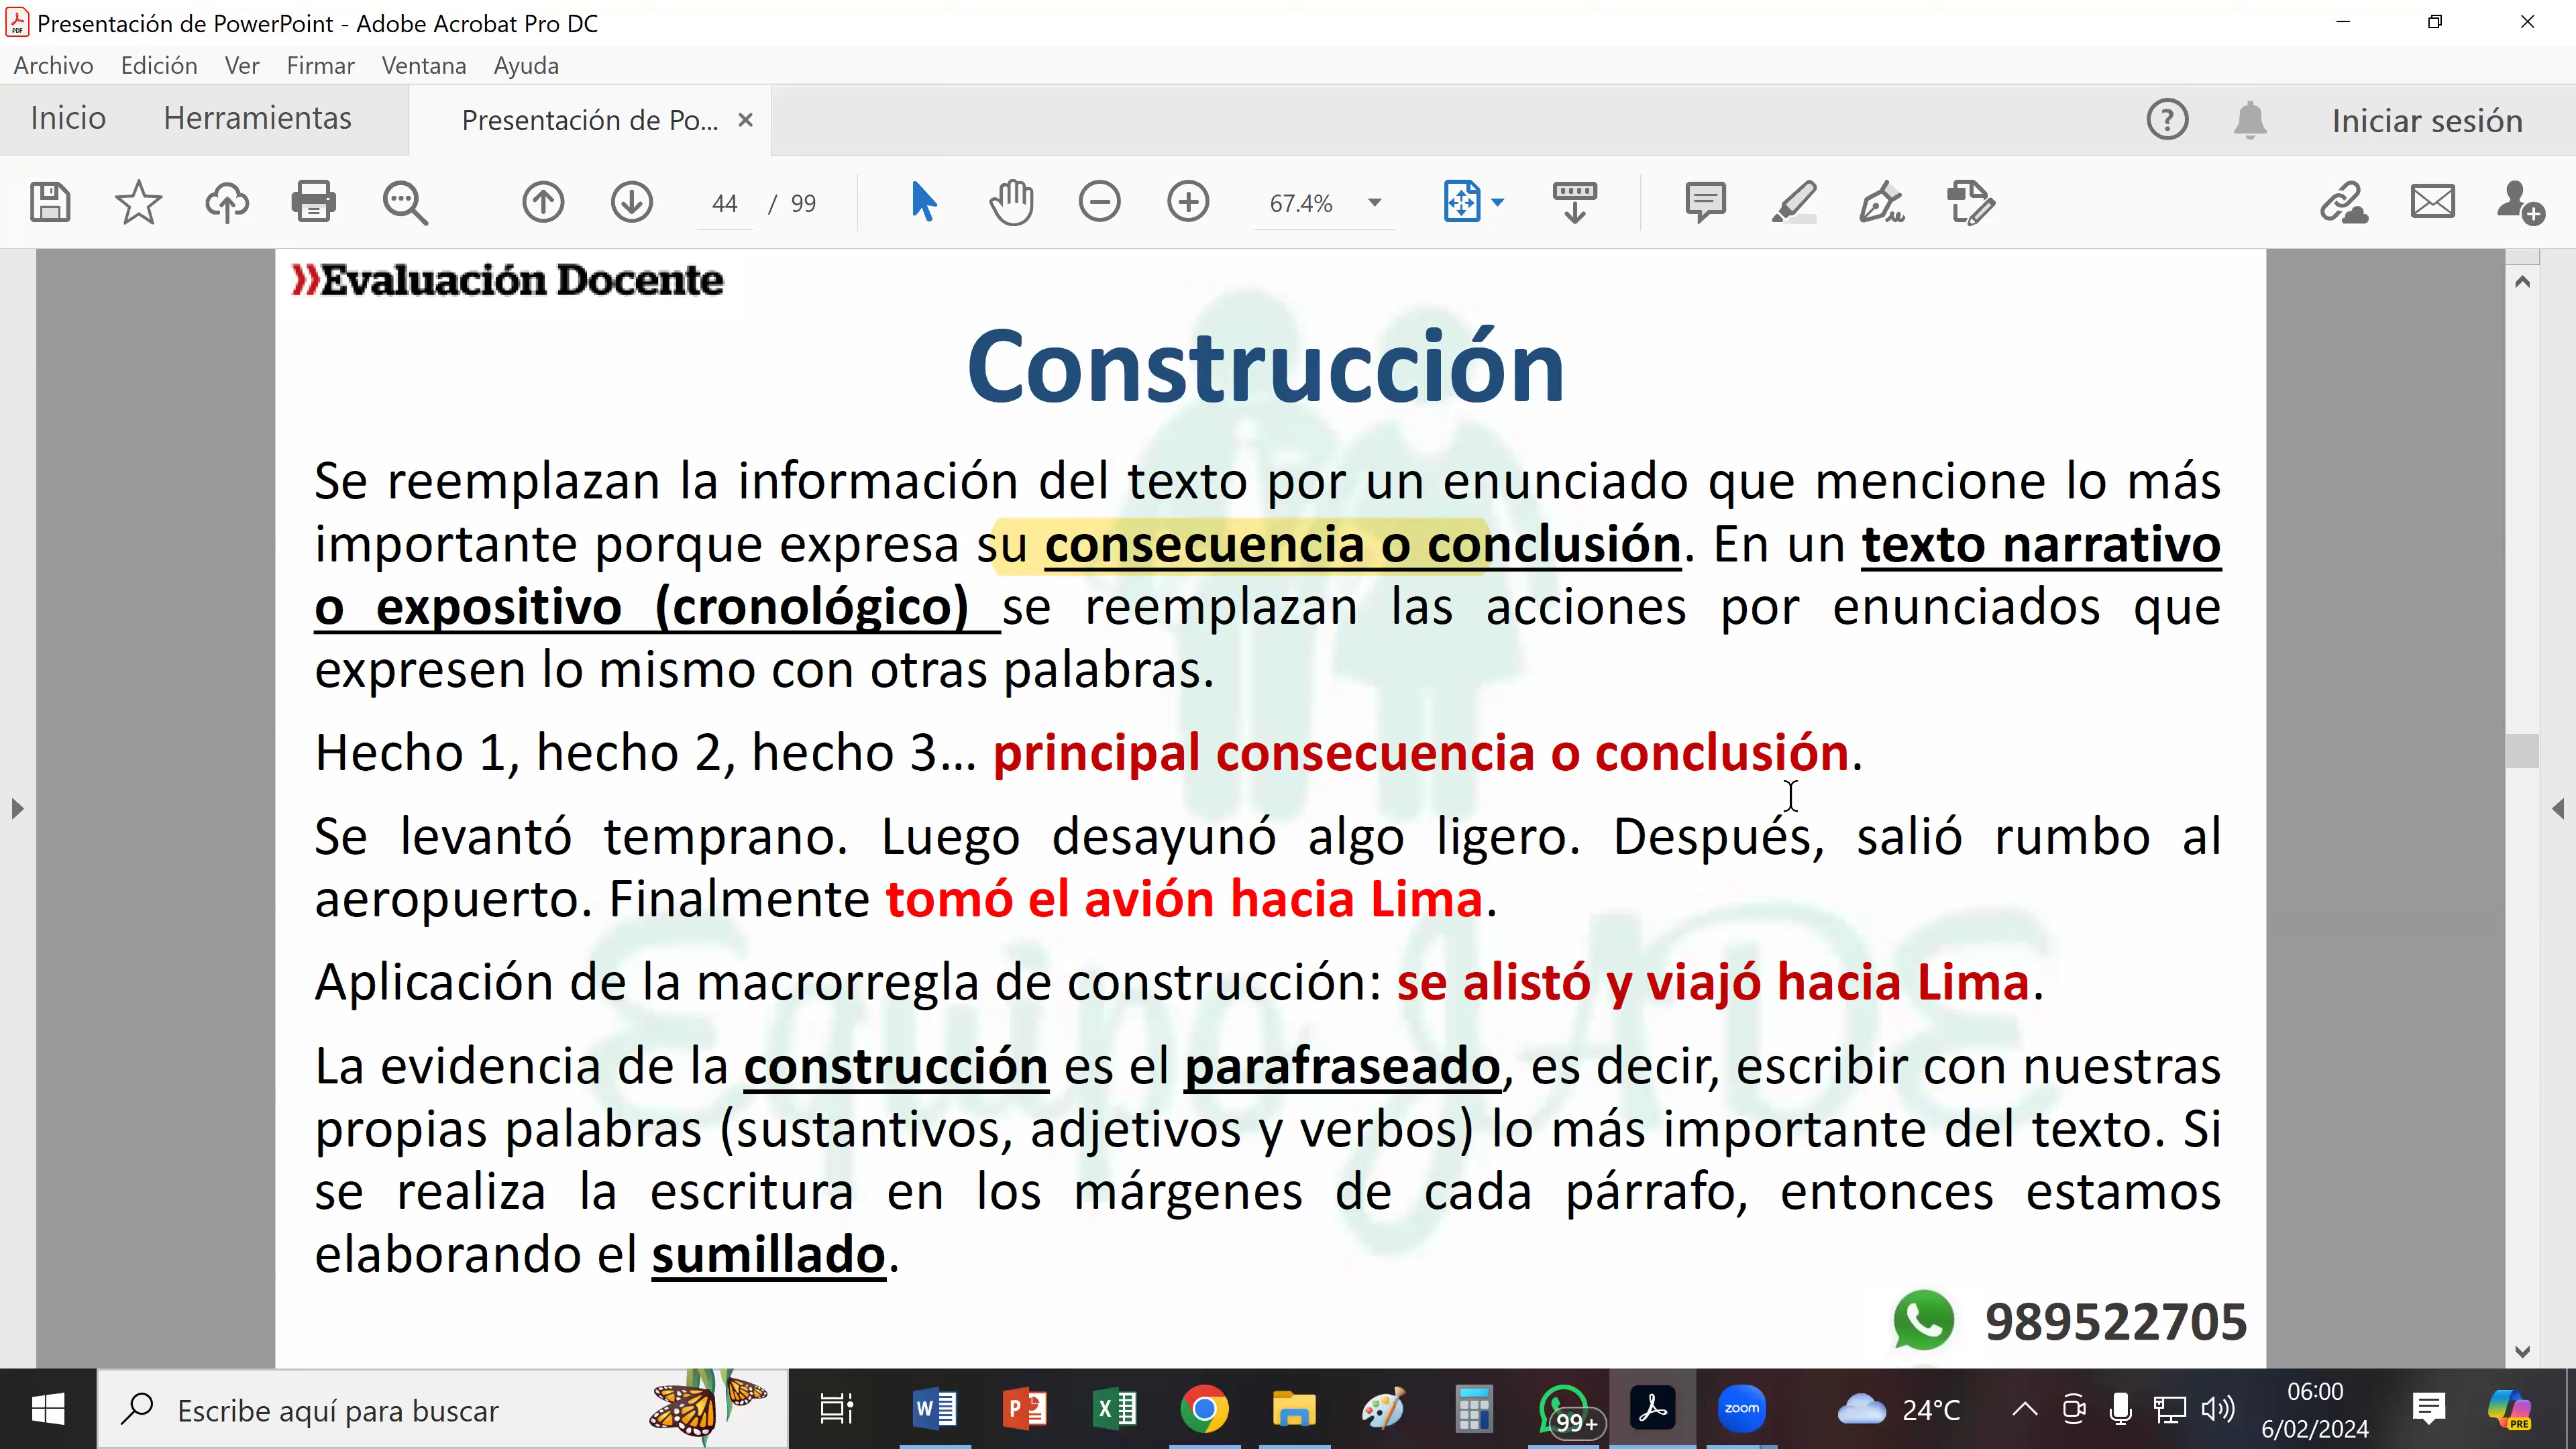 Presentación de PowerPoint - Adobe Acrobat Pro DC
Archivo Edición Ver Firmar Ventana Ayuda
Inicio Herramientas Presentación de Po... Iniciar sesión
44 / 99 67.4%
Evaluación Docente
Construcción
Se reemplazan la información del texto por un enunciado que mencione lo más
importante porque expresa su consecuencia o conclusión. En un texto narrativo
o expositivo (cronológico) se reemplazan las acciones por enunciados que
expresen lo mismo con otras palabras.
Hecho 1, hecho 2, hecho 3... principal consecuencia o conclusión.
Se levantó temprano. Luego desayunó algo ligero. Después, salió rumbo al
aeropuerto. Finalmente tomó el avión hacia Lima.
Aplicación de la macrorregla de construcción: se alistó y viajó hacia Lima.
La evidencia de la construcción es el parafraseado, es decir, escribir con nuestras
propias palabras (sustantivos, adjetivos y verbos) lo más importante del texto. Si
se realiza la escritura en los márgenes de cada párrafo, entonces estamos
elaborando el sumillado.
Equipo JADE
989522705
Escribe aquí para buscar 99+ zoom 24°C 06:00
6/02/2024
PRE